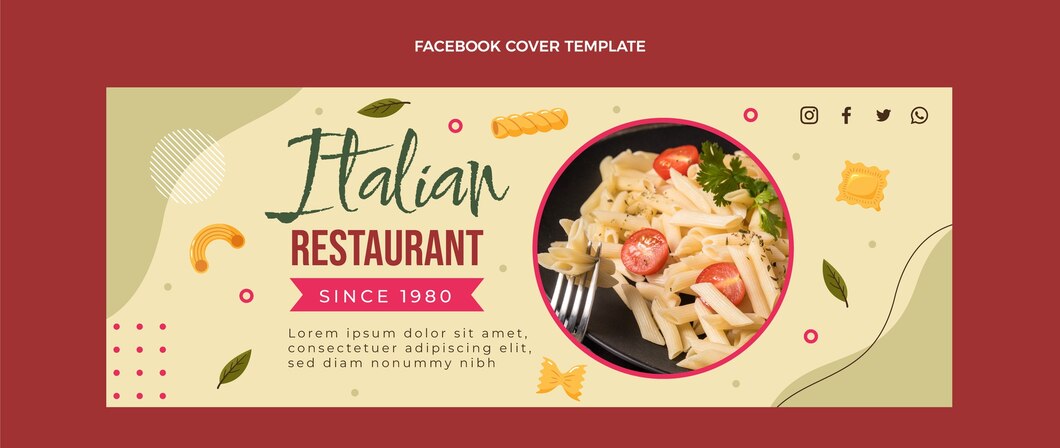 FACEBOOK COVER TEMPLATE
Italian
RESTAURANT
SINCE 1980
Lorem ipsum dolor sit amet,
consectetuer adipiscing elit,
sed diam nonummy nibh